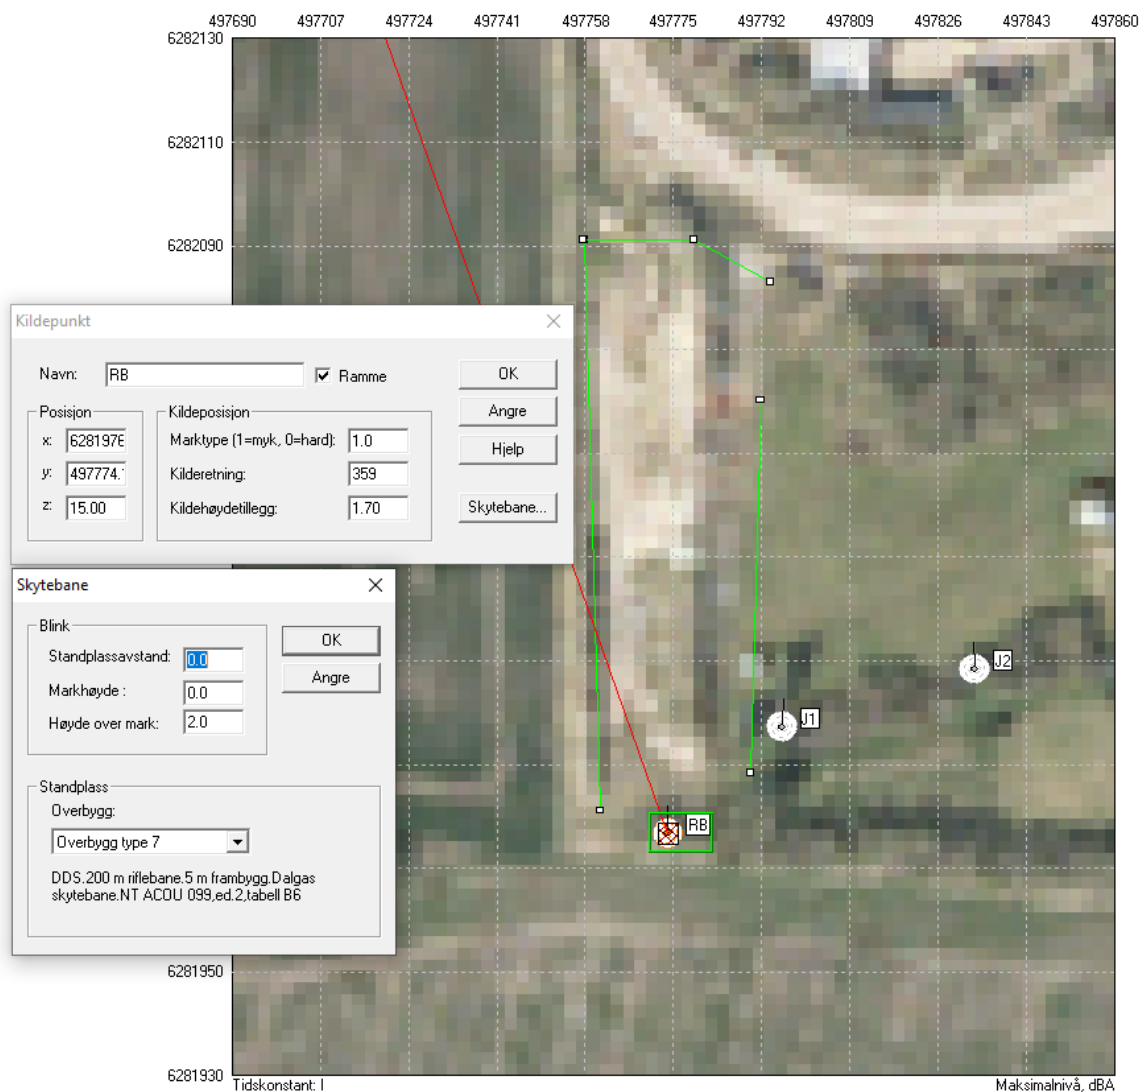 497690 497707 497724 497741 497758 497775 497792 497809 497826 497843 497860
6282130
6282110
6282090
Kildepunkt
Navn: RB Ramme OK
Posisjon Kildeposisjon Angre
x: 6281976 Marktype (1=myk, 0=hard): 1.0 Hjelp
y: 497774. Kilderetning: 359
z: 15.00 Kildehøydetillegg: 1.70 Skytebane...
Skytebane
Blink
Standplassavstand: 0.0 OK
Markhøyde : 0.0 Angre
Høyde over mark: 2.0
Standplass
Overbygg:
Overbygg type 7
DDS.200 m riflebane.5 m frambygg.Dalgas
skytebane.NT ACOU 099,ed.2,tabell B6
J2
J1
RB
6281950
6281930
Tidskonstant: I Maksimalnivå, dBA